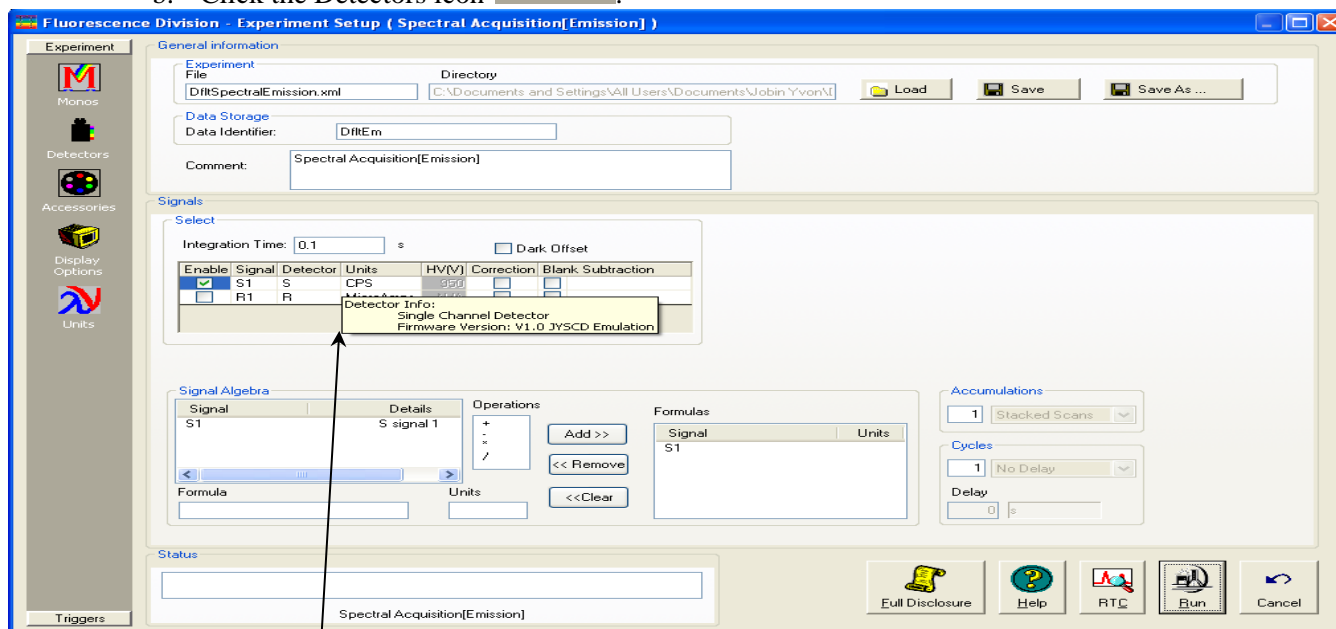 b. Click the Detectors icon .
Fluorescence Division - Experiment Setup ( Spectral Acquisition[Emission] )
Experiment
Monos
Detectors
Accessories
Display
Options
Units
Triggers
General information
Experiment
File Directory
DfltSpectralEmission.xml C:\Documents and Settings\All Users\Documents\Jobin Yvon\ Load Save Save As ...
Data Storage
Data Identifier: DfltEm
Comment: Spectral Acquisition[Emission]
Signals
Select
Integration Time: 0.1 s Dark Offset
Enable Signal Detector Units HV(V) Correction Blank Subtraction
S1 S CPS 950
R1 R
Detector Info:
Single Channel Detector
Firmware Version: V1.0 JYSCD Emulation
Signal Algebra
Signal Details
S1 S signal 1
Operations
+
-
*
/
Add >>
<< Remove
<<Clear
Formulas
Signal Units
S1
Formula Units
Accumulations
1 Stacked Scans
Cycles
1 No Delay
Delay
0 s
Status
Spectral Acquisition[Emission]
Full Disclosure Help RTC Run Cancel